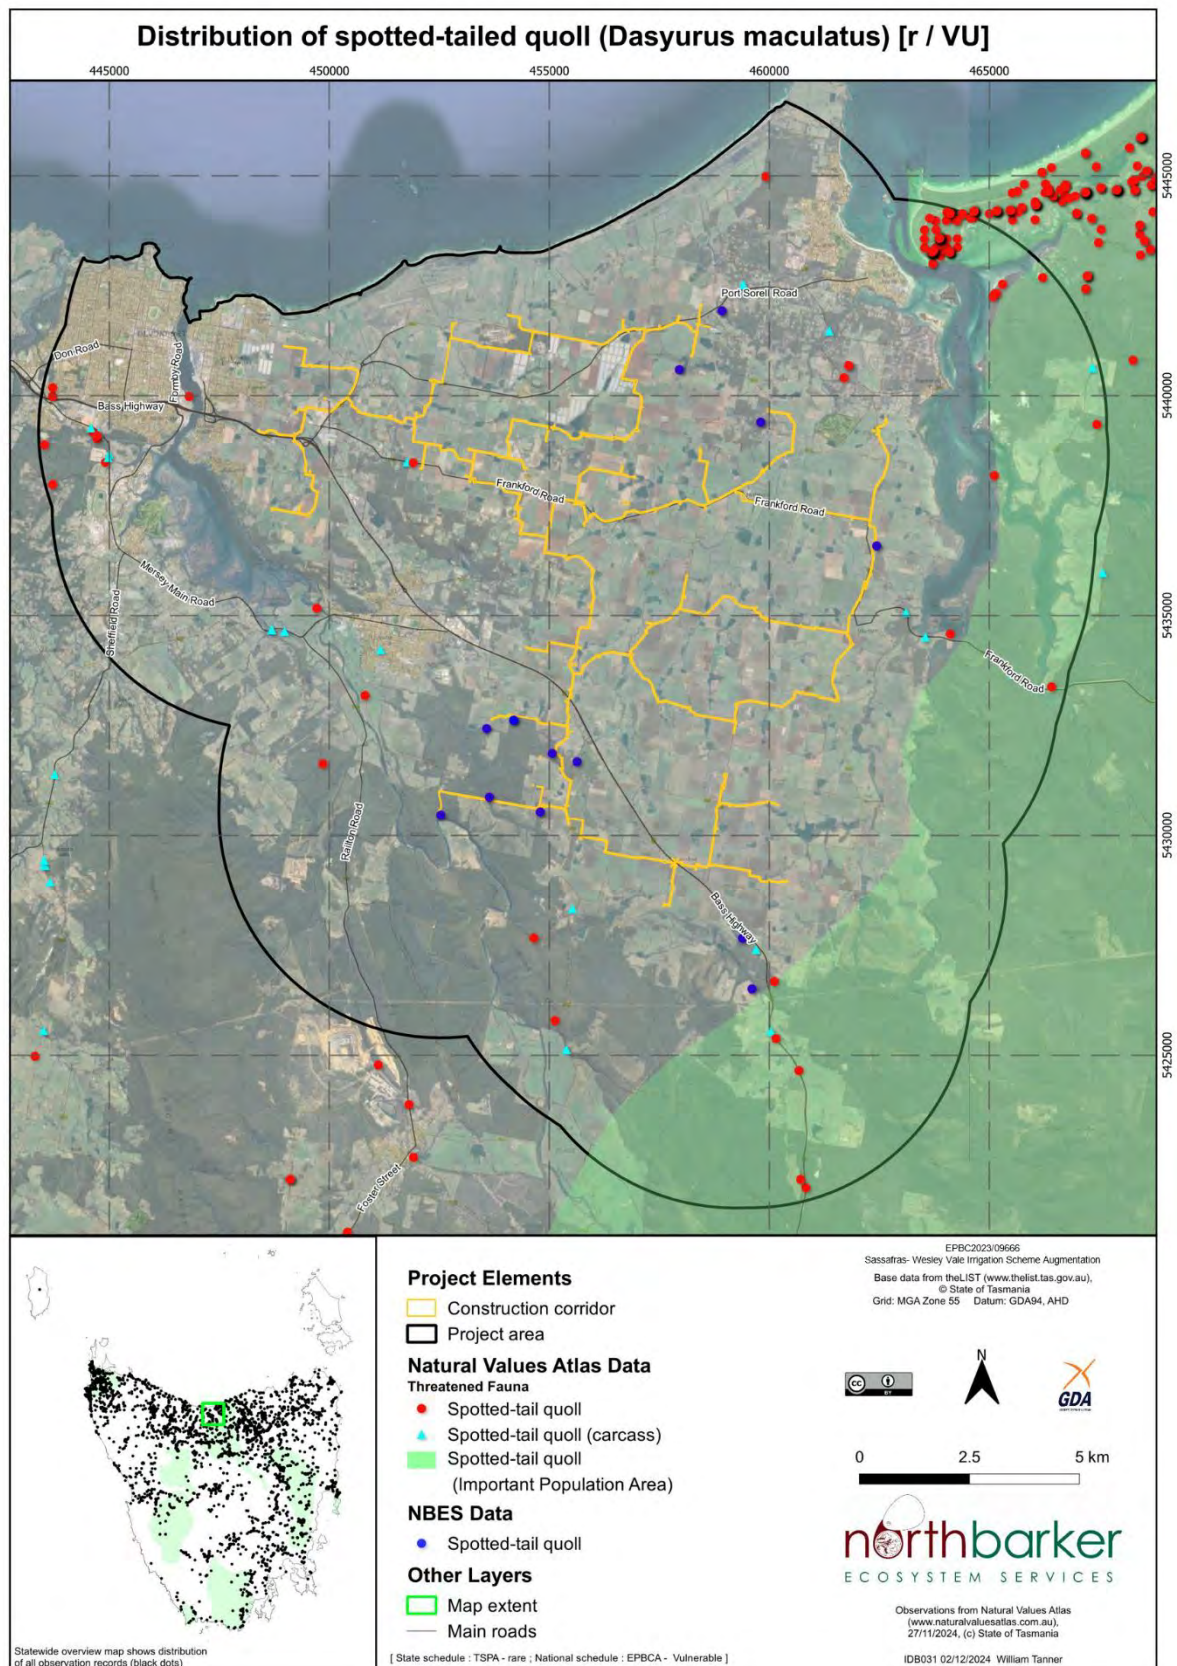 Distribution of spotted-tailed quoll (Dasyurus maculatus) [r / VU]
445000
450000
455000
460000
465000
5445000
Port Sorell Road
Don Road
Formby Road
5440000
Bass Highway
Frankford Road
Frankford Road
Mersey Main Road
5435000
Sheffield Road
Frankford Road
Railton Road
5430000
Bass Highway
5425000
Foster Street
Statewide overview map shows distribution
of all observation records (black dots)
Project Elements
Construction corridor
Project area
Natural Values Atlas Data
Threatened Fauna
Spotted-tail quoll
Spotted-tail quoll (carcass)
Spotted-tail quoll
(Important Population Area)
NBES Data
Spotted-tail quoll
Other Layers
Map extent
Main roads
[ State schedule : TSPA - rare ; National schedule : EPBCA - Vulnerable ]
EPBC2023/09666
Sassafras- Wesley Vale Irrigation Scheme Augmentation
Base data from theLIST (www.thelist.tas.gov.au),
© State of Tasmania
Grid: MGA Zone 55 Datum: GDA94, AHD
cc
BY
N
GDA
0 2.5 5 km
northbarker
ECOSYSTEM SERVICES
Observations from Natural Values Atlas
(www.naturalvaluesatlas.com.au),
27/11/2024, (c) State of Tasmania
IDB031 02/12/2024 William Tanner